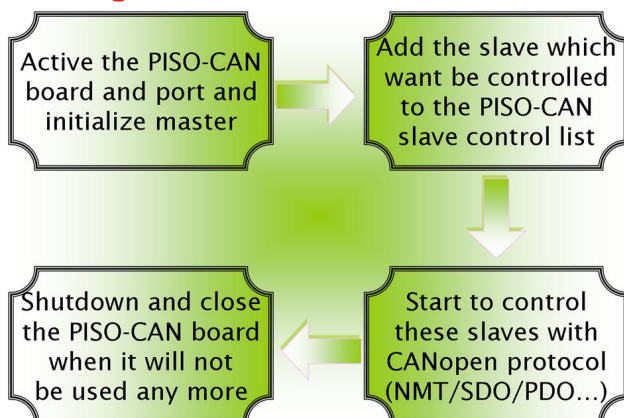 Active the PISO-CAN
board and port and
initialize master
Add the slave which
want be controlled
to the PISO-CAN
slave control list
Start to control
these slaves with
CANopen protocol
(NMT/SDO/PDO...)
Shutdown and close
the PISO-CAN board
when it will not
be used any more